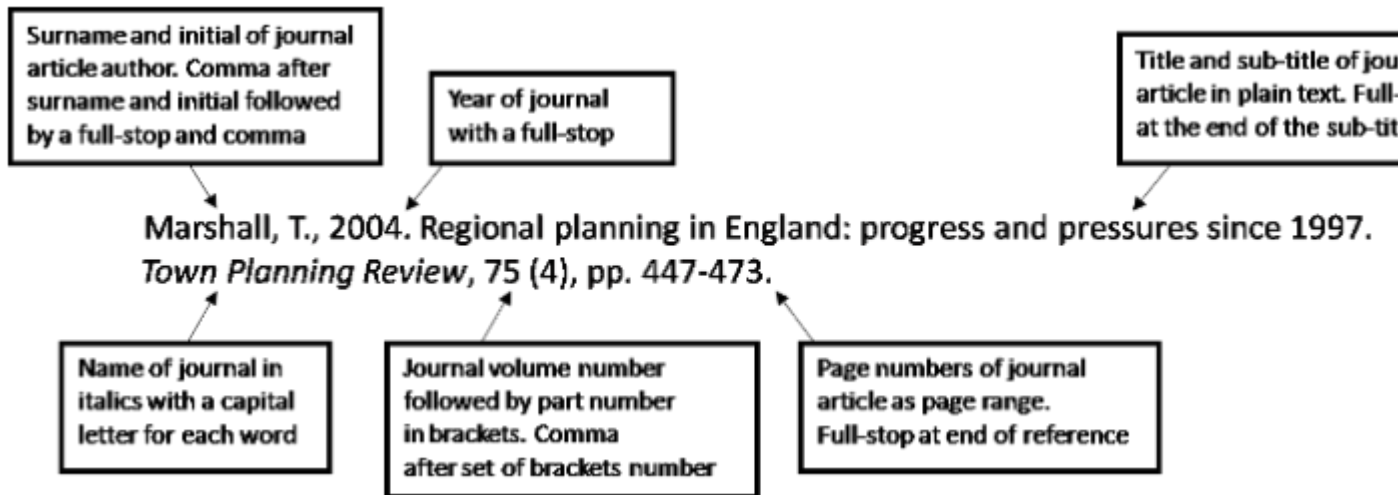 Surname and initial of journal
article author. Comma after
surname and initial followed
by a full-stop and comma
Year of journal
with a full-stop
Title and sub-title of
article in plain text.
at the end of the
Marshall, T., 2004. Regional planning in England: progress and pressures since 1997.
Town Planning Review, 75 (4), pp. 447-473.
Name of journal in
italics with a capital
letter for each word
Journal volume number
followed by part number
in brackets. Comma
after set of brackets number
Page numbers of journal
article as page range.
Full-stop at end of reference